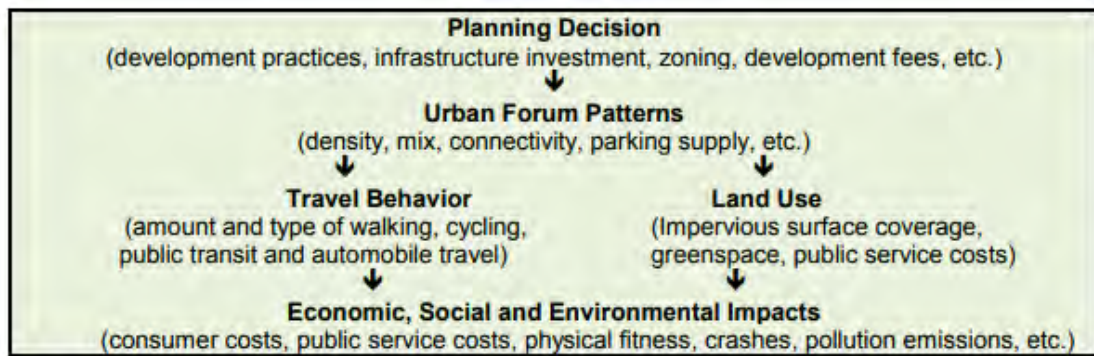 Planning Decision
(development practices, infrastructure investment, zoning, development fees, etc.)
Urban Forum Patterns
(density, mix, connectivity, parking supply, etc.)
Travel Behavior
(amount and type of walking, cycling,
public transit and automobile travel)
Land Use
(Impervious surface coverage,
greenspace, public service costs)
Economic, Social and Environmental Impacts
(consumer costs, public service costs, physical fitness, crashes, pollution emissions, etc.)